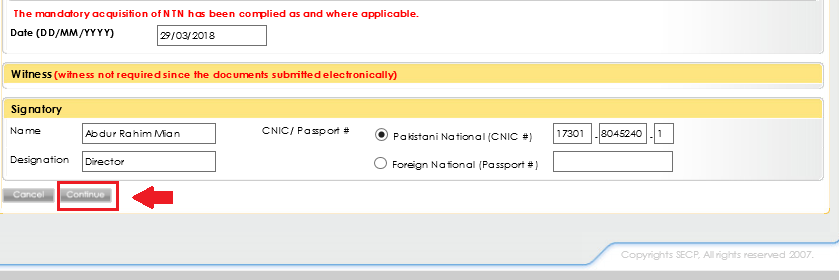 The mandatory acquisition of NTN has been complied as and where applicable.
Date (DD/MM/YYYY) 29/03/2018
Witness (witness not required since the documents submitted electronically)
Signatory
Name Abdur Rahim Mian CNIC/ Passport # Pakistani National (CNIC #) 17301 - 8045240 - 1
Designation Director Foreign National (Passport #)
Cancel Continue
Copyrights SECP, All rights reserved 2007.